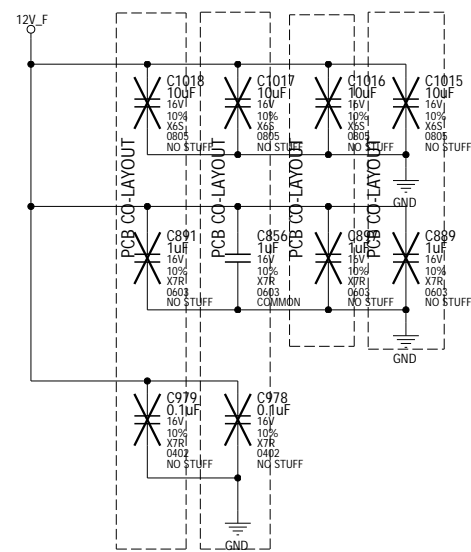 12V_F
C1018
10uF
16V
10%
X6S
0805
NO STUFF
C1017
10uF
16V
10%
X6S
0805
NO STUFF
C1016
10uF
16V
10%
X6S
0805
NO STUFF
C1015
10uF
16V
10%
X6S
0805
NO STUFF
GND
PCB CO-LAYOUT
PCB CO-LAYOUT
PCB CO-LAYOUT
PCB CO-LAYOUT
C891
1uF
16V
10%
X7R
0603
NO STUFF
C856
1uF
16V
10%
X7R
0603
COMMON
1uF
16V
10%
X7R
0603
NO STUFF
C889
1uF
16V
10%
X7R
0603
NO STUFF
GND
C979
0.1uF
16V
10%
X7R
0402
NO STUFF
C978
0.1uF
16V
10%
X7R
0402
NO STUFF
GND